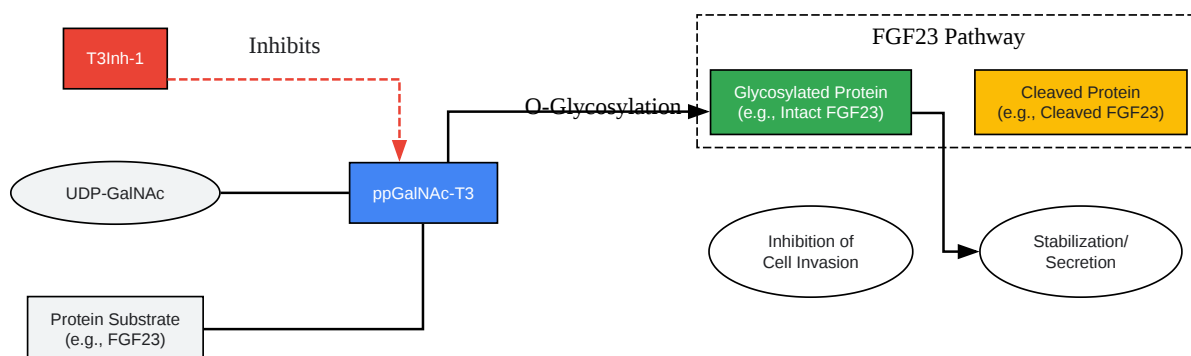 Inhibits
FGF23 Pathway
T3Inh-1
Glycosylated Protein
(e.g., Intact FGF23)
Cleaved Protein
(e.g., Cleaved FGF23)
O-Glycosylation
UDP-GalNAc
ppGalNAc-T3
Inhibition of
Cell Invasion
Stabilization/
Secretion
Protein Substrate
(e.g., FGF23)